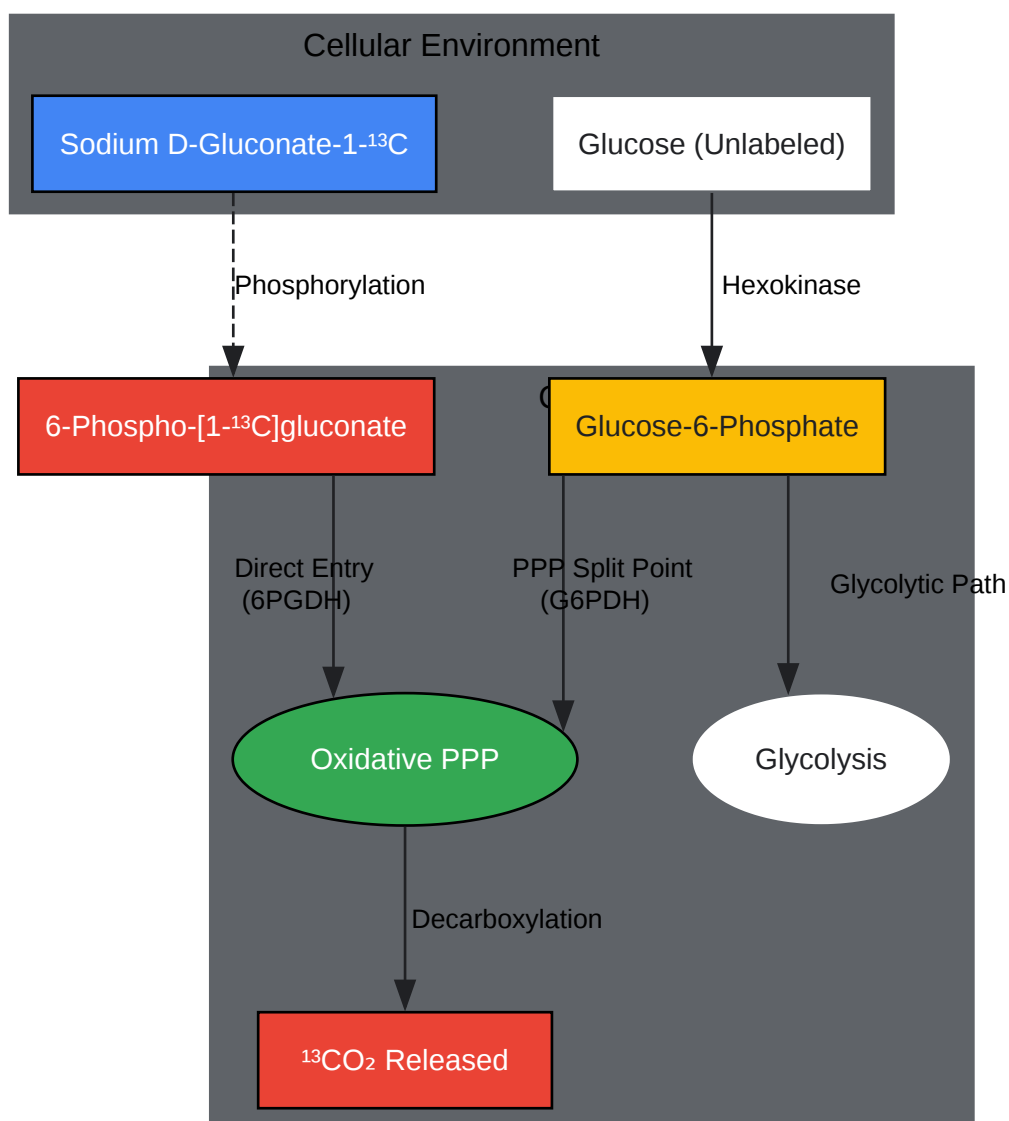 Cellular Environment
Sodium D-Gluconate-1-¹³C
Glucose (Unlabeled)
Phosphorylation
Hexokinase
6-Phospho-[1-¹³C]gluconate
Glucose-6-Phosphate
Direct Entry
(6PGDH)
PPP Split Point
(G6PDH)
Glycolytic Path
Oxidative PPP
Glycolysis
Decarboxylation
¹³CO₂ Released